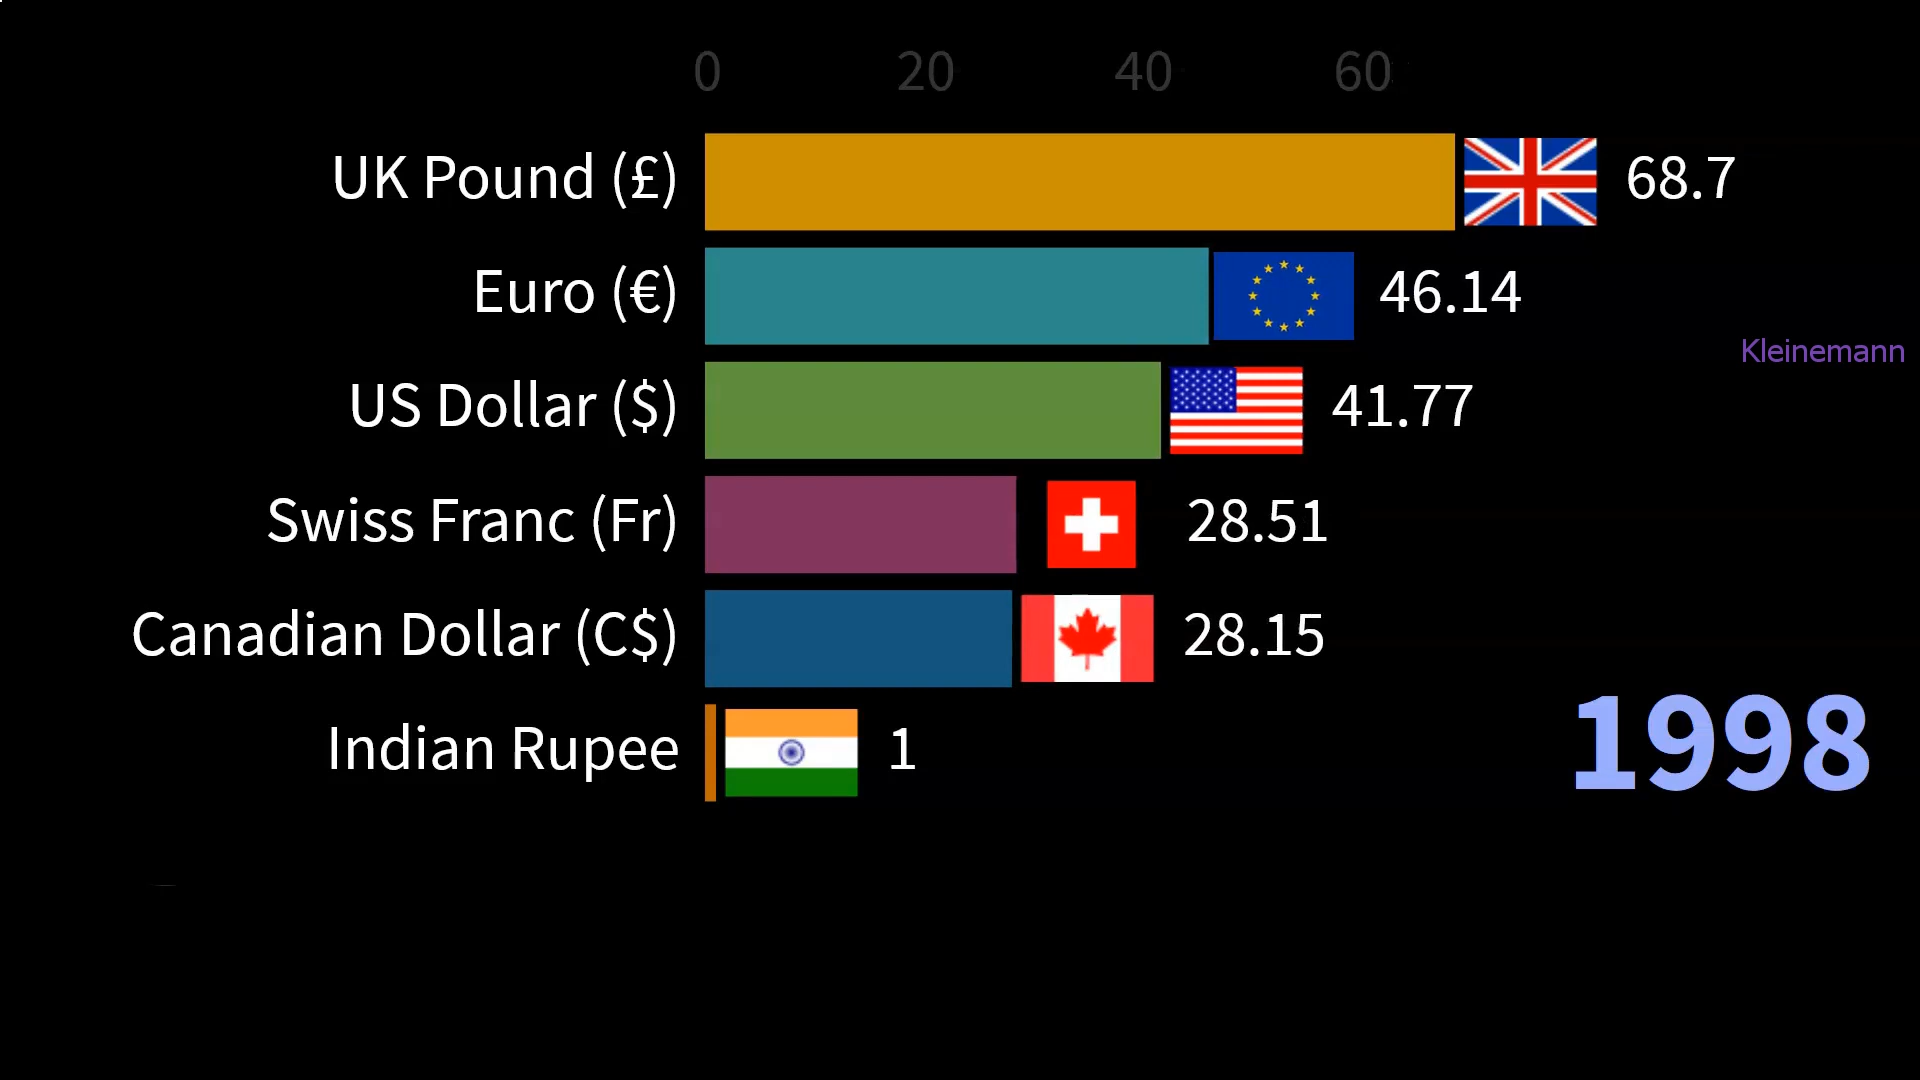 0 20 40 60
UK Pound (£) 68.7
Euro (€) 46.14
Kleinemann
US Dollar ($) 41.77
Swiss Franc (Fr) 28.51
Canadian Dollar (C$) 28.15
Indian Rupee 1
1998